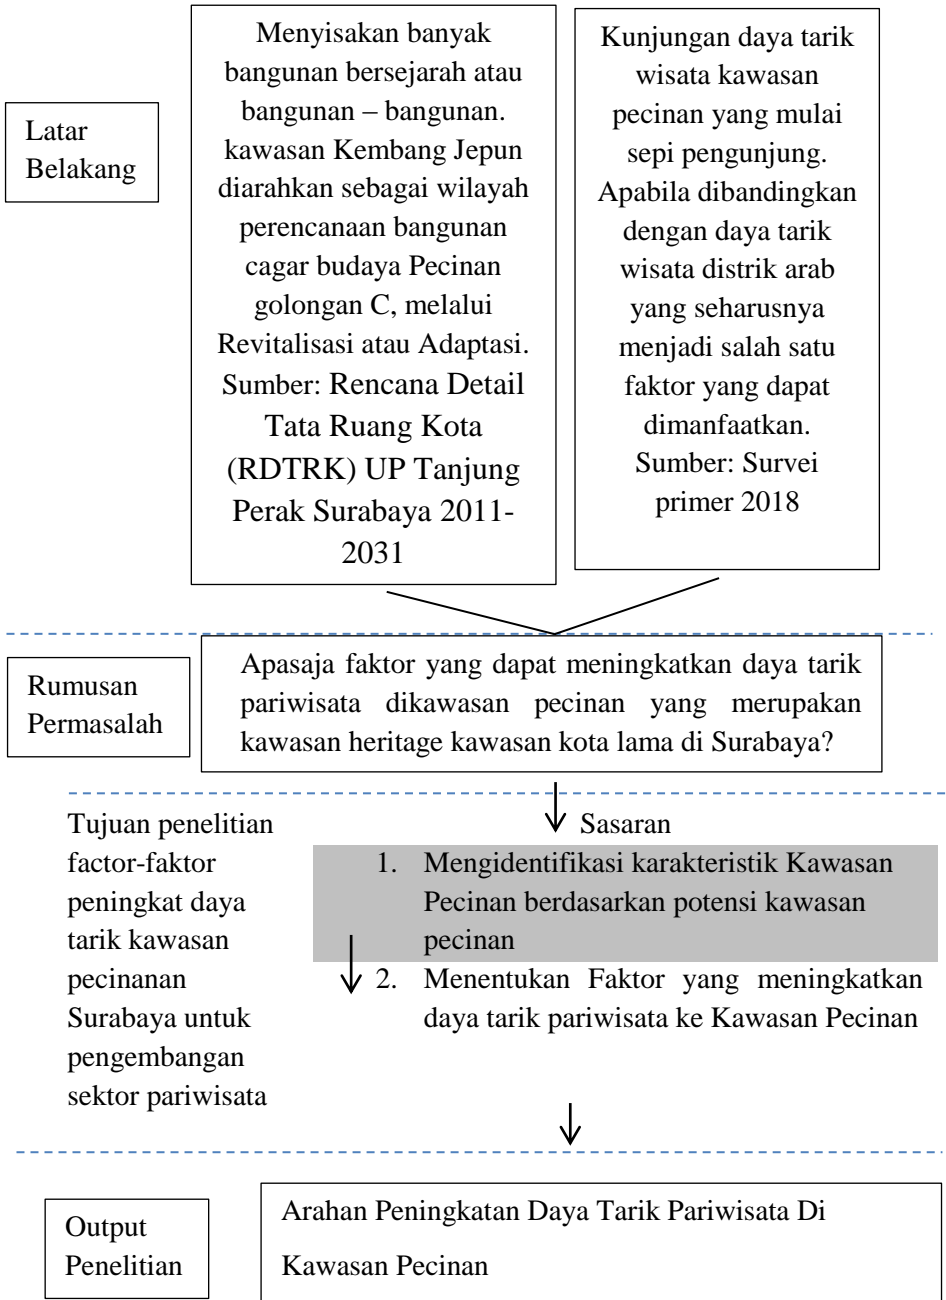 Latar
Belakang
Menyisakan banyak
bangunan bersejarah atau
bangunan – bangunan.
kawasan Kembang Jepun
diarahkan sebagai wilayah
perencanaan bangunan
cagar budaya Pecinan
golongan C, melalui
Revitalisasi atau Adaptasi.
Sumber: Rencana Detail
Tata Ruang Kota
(RDTRK) UP Tanjung
Perak Surabaya 2011-
2031
Kunjungan daya tarik
wisata kawasan
pecinan yang mulai
sepi pengunjung.
Apabila dibandingkan
dengan daya tarik
wisata distrik arab
yang seharusnya
menjadi salah satu
faktor yang dapat
dimanfaatkan.
Sumber: Survei
primer 2018
Rumusan
Permasalah
Apasaja faktor yang dapat meningkatkan daya tarik
pariwisata dikawasan pecinan yang merupakan
kawasan heritage kawasan kota lama di Surabaya?
Tujuan penelitian
factor-faktor
peningkat daya
tarik kawasan
pecinanan
Surabaya untuk
pengembangan
sektor pariwisata
Sasaran
1. Mengidentifikasi karakteristik Kawasan
Pecinan berdasarkan potensi kawasan
pecinan
2. Menentukan Faktor yang meningkatkan
daya tarik pariwisata ke Kawasan Pecinan
Output
Penelitian
Arahan Peningkatan Daya Tarik Pariwisata Di
Kawasan Pecinan